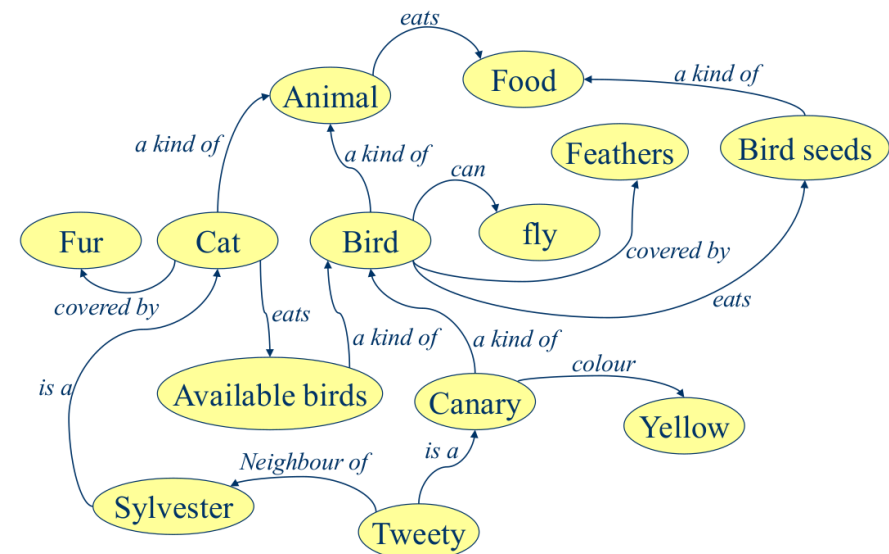 eats
Food
a kind of
Animal
a kind of
a kind of
Feathers
Bird seeds
can
Fur
Cat
Bird
fly
covered by
covered by
eats
eats
a kind of
a kind of
colour
is a
Available birds
Canary
Yellow
is a
Neighbour of
Sylvester
Tweety